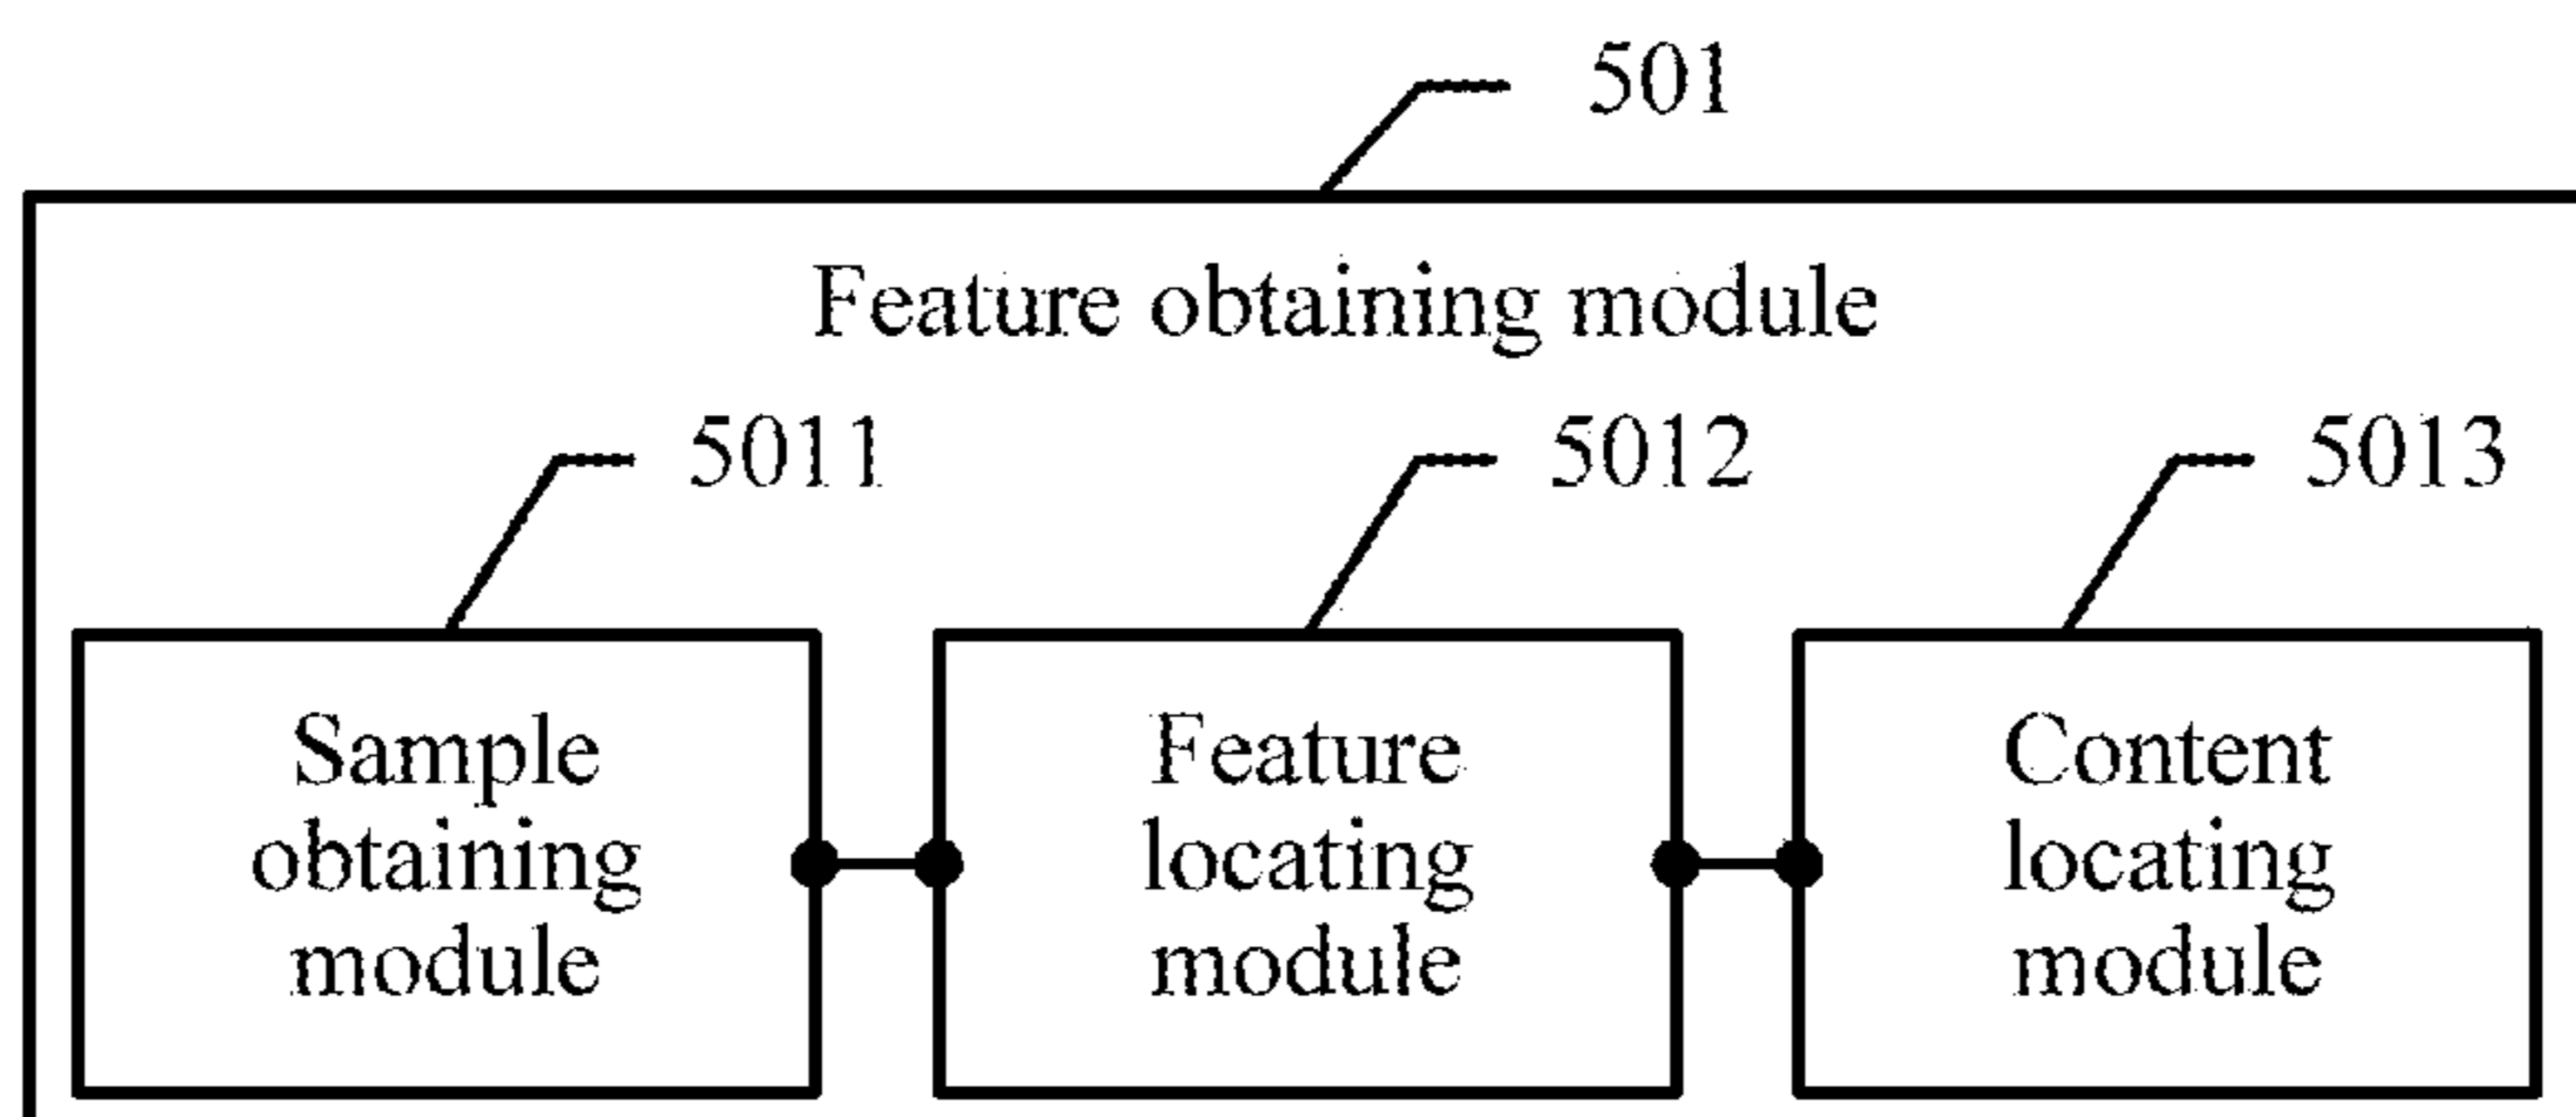 501
Feature obtaining module
5011
5012
5013
Sample
obtaining
module
Feature
locating
module
Content
locating
module